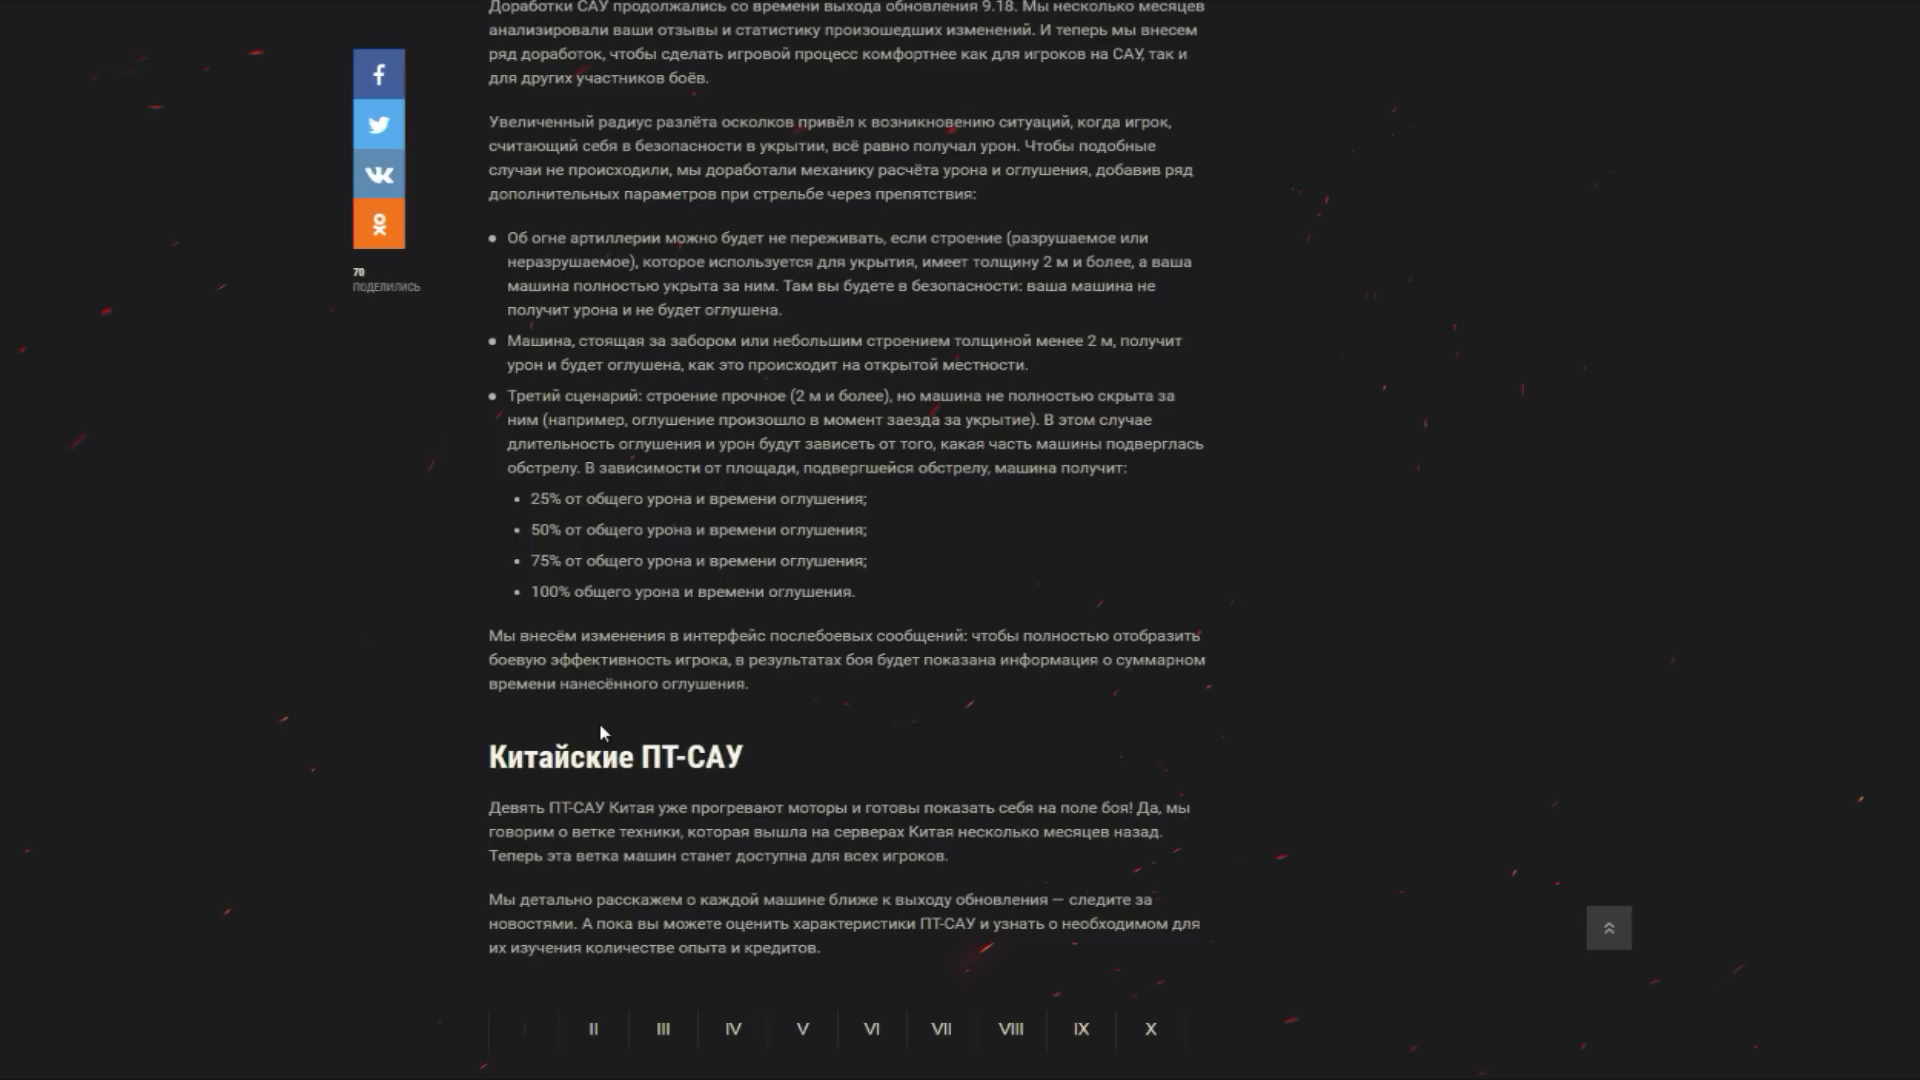 Доработки САУ продолжались со времени выхода обновления 9.18. Мы несколько месяцев
анализировали ваши отзывы и статистику произошедших изменений. И теперь мы внесем
ряд доработок, чтобы сделать игровой процесс комфортнее как для игроков на САУ, так и
для других участников боёв.
Увеличенный радиус разлёта осколков привёл к возникновению ситуаций, когда игрок,
считающий себя в безопасности в укрытии, всё равно получал урон. Чтобы подобные
случаи не происходили, мы доработали механику расчёта урона и оглушения, добавив ряд
дополнительных параметров при стрельбе через препятствия:
Об огне артиллерии можно будет не переживать, если строение (разрушаемое или
неразрушаемое), которое используется для укрытия, имеет толщину 2 м и более, а ваша
машина полностью укрыта за ним. Там вы будете в безопасности: ваша машина не
получит урона и не будет оглушена.
Машина, стоящая за забором или небольшим строением толщиной менее 2 м, получит
урон и будет оглушена, как это происходит на открытой местности.
Третий сценарий: строение прочное (2 м и более), но машина не полностью скрыта за
ним (например, оглушение произошло в момент заезда за укрытие). В этом случае
длительность оглушения и урон будут зависеть от того, какая часть машины подверглась
обстрелу. В зависимости от площади, подвергшейся обстрелу, машина получит:
25% от общего урона и времени оглушения;
50% от общего урона и времени оглушения;
75% от общего урона и времени оглушения;
100% общего урона и времени оглушения.
Мы внесём изменения в интерфейс послебоевых сообщений: чтобы полностью отобразить
боевую эффективность игрока, в результатах боя будет показана информация о суммарном
времени нанесённого оглушения.
70
ПОДЕЛИЛИСЬ
Китайские ПТ-САУ
Девять ПТ-САУ Китая уже прогревают моторы и готовы показать себя на поле боя! Да, мы
говорим о ветке техники, которая вышла на серверах Китая несколько месяцев назад.
Теперь эта ветка машин станет доступна для всех игроков.
Мы детально расскажем о каждой машине ближе к выходу обновления — следите за
новостями. А пока вы можете оценить характеристики ПТ-САУ и узнать о необходимом для
их изучения количестве опыта и кредитов.
I II III IV V VI VII VIII IX X